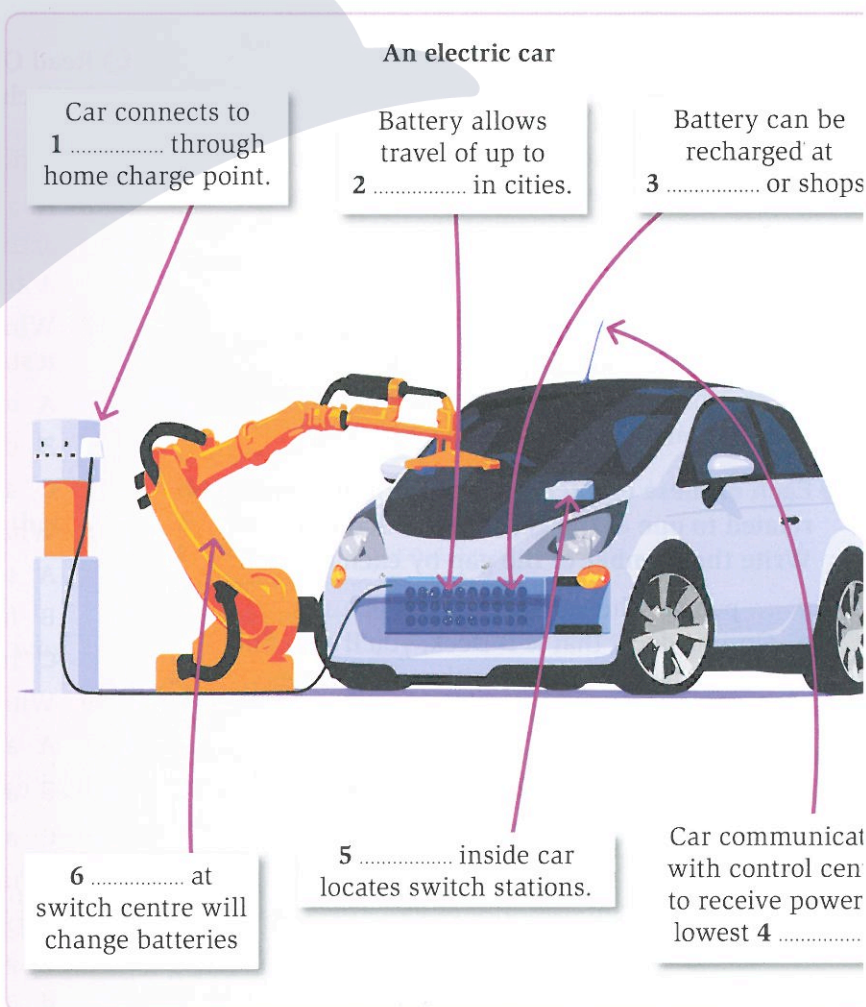 An electric car
Car connects to
1 ................ through
home charge point.
Battery allows
travel of up to
2 ................ in cities.
Battery can be
recharged at
3 ................ or shops
6 ................ at
switch centre will
change batteries
5 ................ inside car
locates switch stations.
Car communicat
with control cen
to receive power
lowest 4 ................